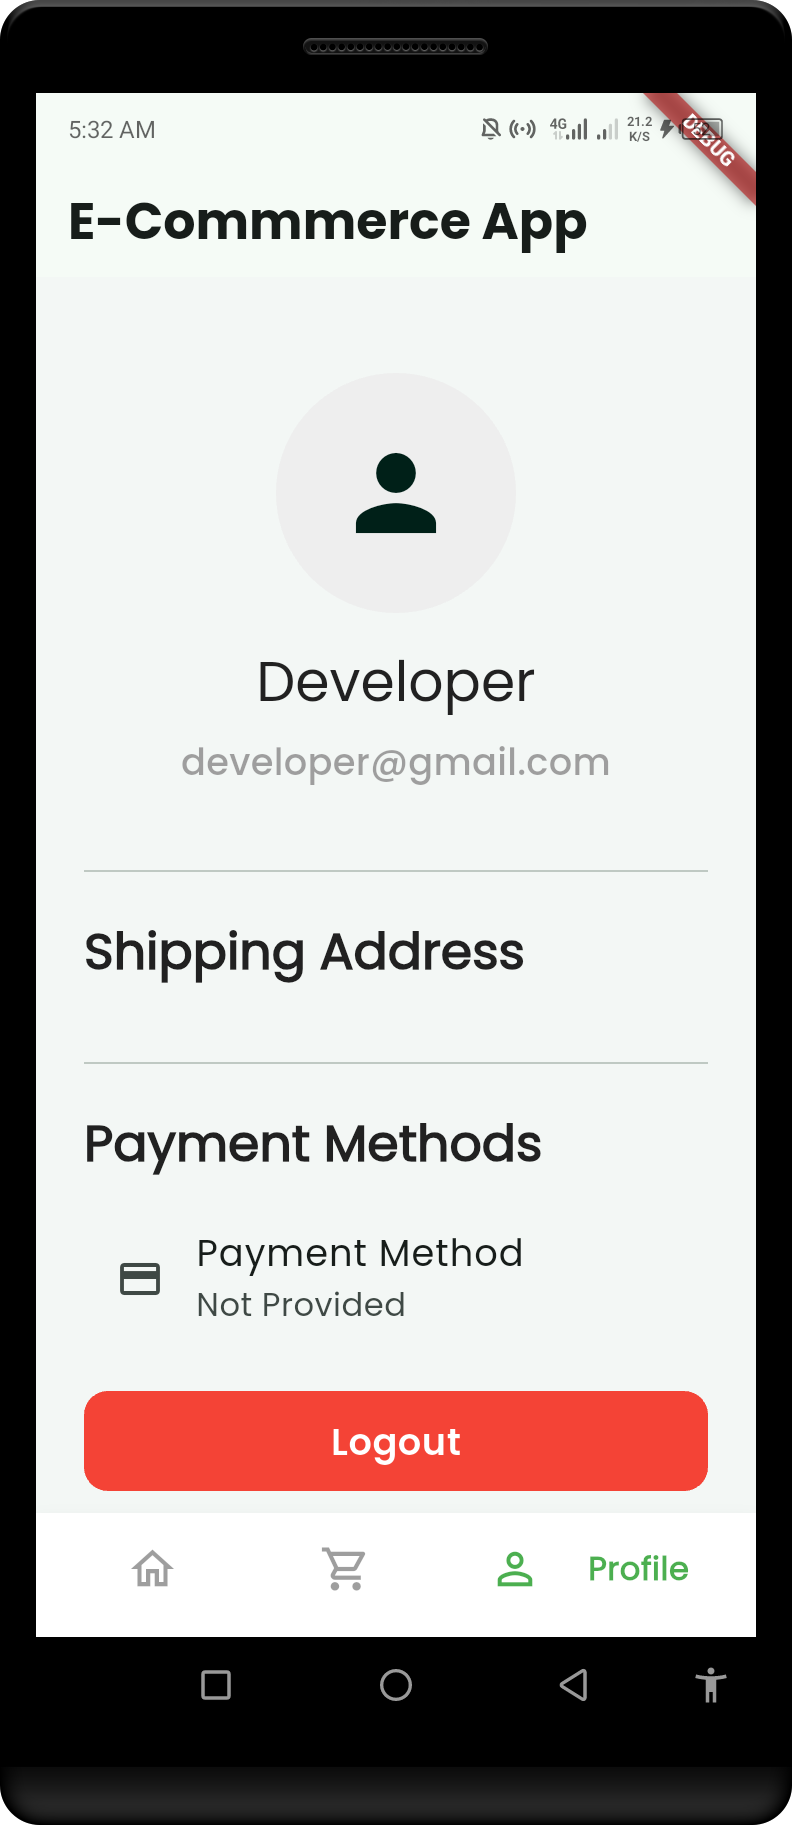 5:32 AM
4G
21.2
K/S
DEBUG
E-Commmerce App
Developer
developer@gmail.com
Shipping Address
Payment Methods
Payment Method
Not Provided
Logout
Profile